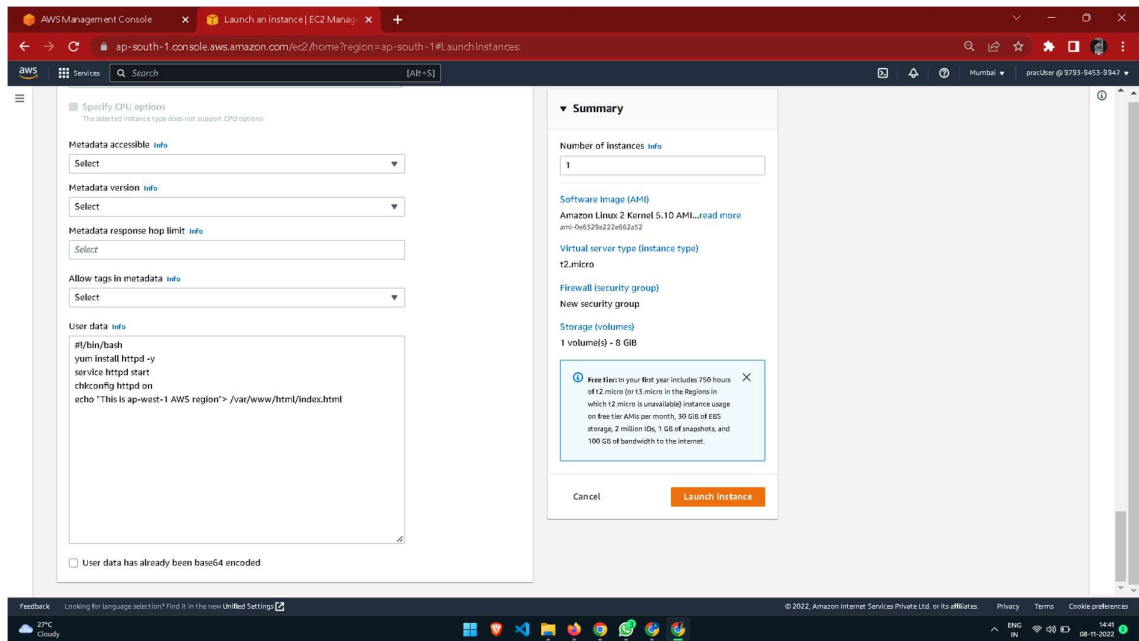 AWS Management Console
Launch an instance | EC2 Manag
ap-south-1.console.aws.amazon.com/ec2/home?region=ap-south-1#LaunchInstances:
aws Services Search [Alt+S] Mumbai pracUser @ 9793-9453-9947
Specify CPU options
The selected instance type does not support CPU options.
Metadata accessible Info
Select
Metadata version Info
Select
Metadata response hop limit Info
Select
Allow tags in metadata Info
Select
User data Info
#!/bin/bash
yum install httpd -y
service httpd start
chkconfig httpd on
echo "This is ap-west-1 AWS region"> /var/www/html/index.html
User data has already been base64 encoded
Summary
Number of instances Info
1
Software Image (AMI)
Amazon Linux 2 Kernel 5.10 AMI...read more
ami-0e6329e222e662a52
Virtual server type (instance type)
t2.micro
Firewall (security group)
New security group
Storage (volumes)
1 volume(s) - 8 GiB
Free tier: In your first year includes 750 hours
of t2.micro (or t3.micro in the Regions in
which t2.micro is unavailable) instance usage
on free tier AMIs per month, 30 GiB of EBS
storage, 2 million IOs, 1 GB of snapshots, and
100 GB of bandwidth to the internet.
Cancel
Launch instance
Feedback Looking for language selection? Find it in the new Unified Settings © 2022, Amazon Internet Services Private Ltd. or its affiliates. Privacy Terms Cookie preferences
27°C
Cloudy
3
ENG
IN
14:41
08-11-2022
2